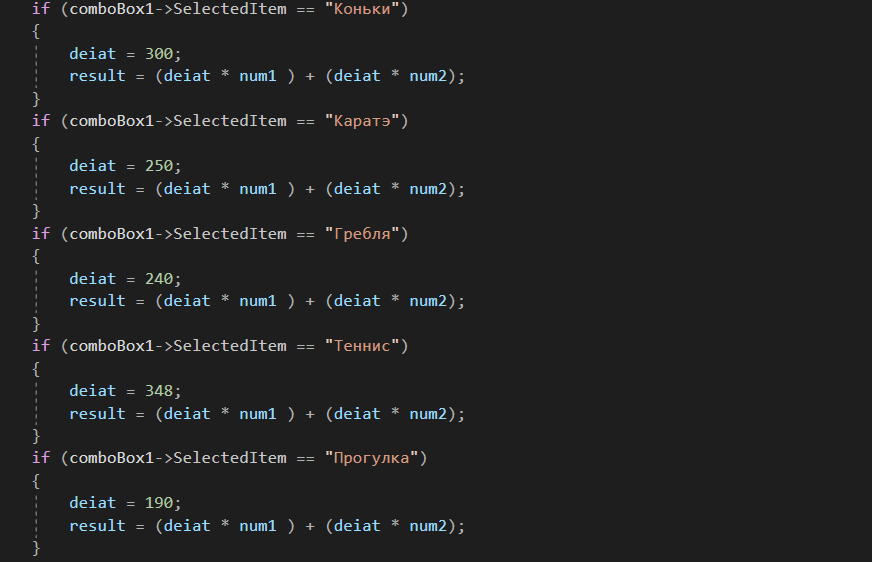 if (comboBox1->SelectedItem == "Коньки")
{
deiat = 300;
result = (deiat * num1 ) + (deiat * num2);
}
if (comboBox1->SelectedItem == "Каратэ")
{
deiat = 250;
result = (deiat * num1 ) + (deiat * num2);
}
if (comboBox1->SelectedItem == "Гребля")
{
deiat = 240;
result = (deiat * num1 ) + (deiat * num2);
}
if (comboBox1->SelectedItem == "Теннис")
{
deiat = 348;
result = (deiat * num1 ) + (deiat * num2);
}
if (comboBox1->SelectedItem == "Прогулка")
{
deiat = 190;
result = (deiat * num1 ) + (deiat * num2);
}